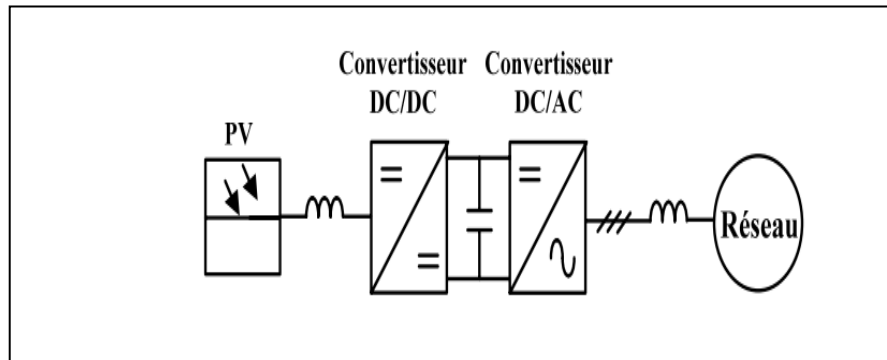 Convertisseur
DC/DC
Convertisseur
DC/AC
PV
Réseau